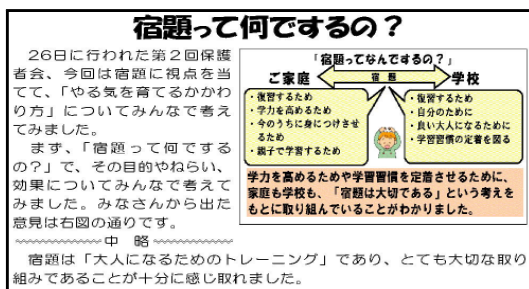 宿題って何でするの？
26日に行われた第２回保護
者会、今回は宿題に視点を当
てて、「やる気を育てるかかわ
り方」についてみんなで考え
てみました。
まず、「宿題って何でする
の？」で、その目的やねらい、
効果についてみんなで考えて
みました。みなさんから出た
意見は右図の通りです。
「宿題ってなんでするの？」
ご家庭 宿題 学校
・復習するため
・学力を高めるため
・今のうちに身につけさせ
るため
・親子で学習するため
・復習するため
・自分のために
・良い大人になるために
・学習習慣の定着を図る
学力を高めるためや学習習慣を定着させるために、
家庭も学校も、「宿題は大切である」という考えを
もとに取り組んでいることがわかりました。
中 略
宿題は「大人になるためのトレーニング」であり、とても大切な取り
組みであることが十分に感じ取れました。